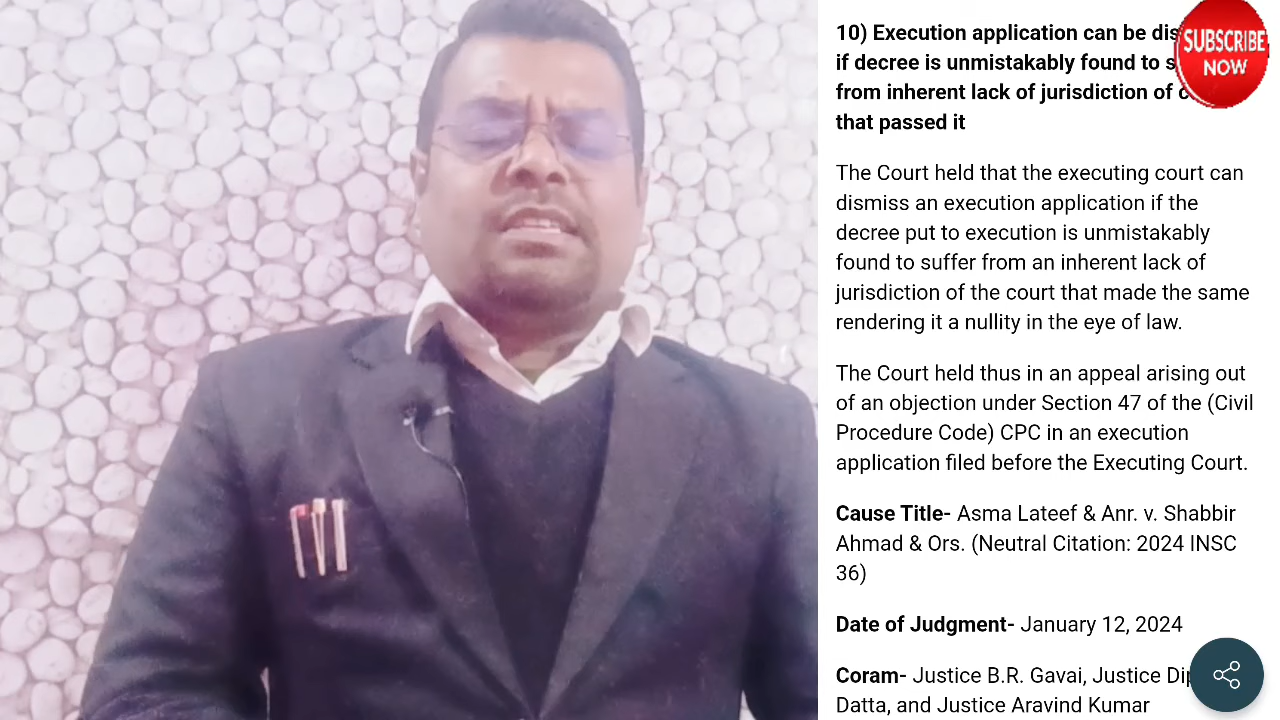 10) Execution application can be dis
if decree is unmistakably found to s
from inherent lack of jurisdiction of c
that passed it
SUBSCRIBE
NOW
The Court held that the executing court can
dismiss an execution application if the
decree put to execution is unmistakably
found to suffer from an inherent lack of
jurisdiction of the court that made the same
rendering it a nullity in the eye of law.
The Court held thus in an appeal arising out
of an objection under Section 47 of the (Civil
Procedure Code) CPC in an execution
application filed before the Executing Court.
Cause Title- Asma Lateef & Anr. v. Shabbir
Ahmad & Ors. (Neutral Citation: 2024 INSC
36)
Date of Judgment- January 12, 2024
Coram- Justice B.R. Gavai, Justice Dip
Datta, and Justice Aravind Kumar